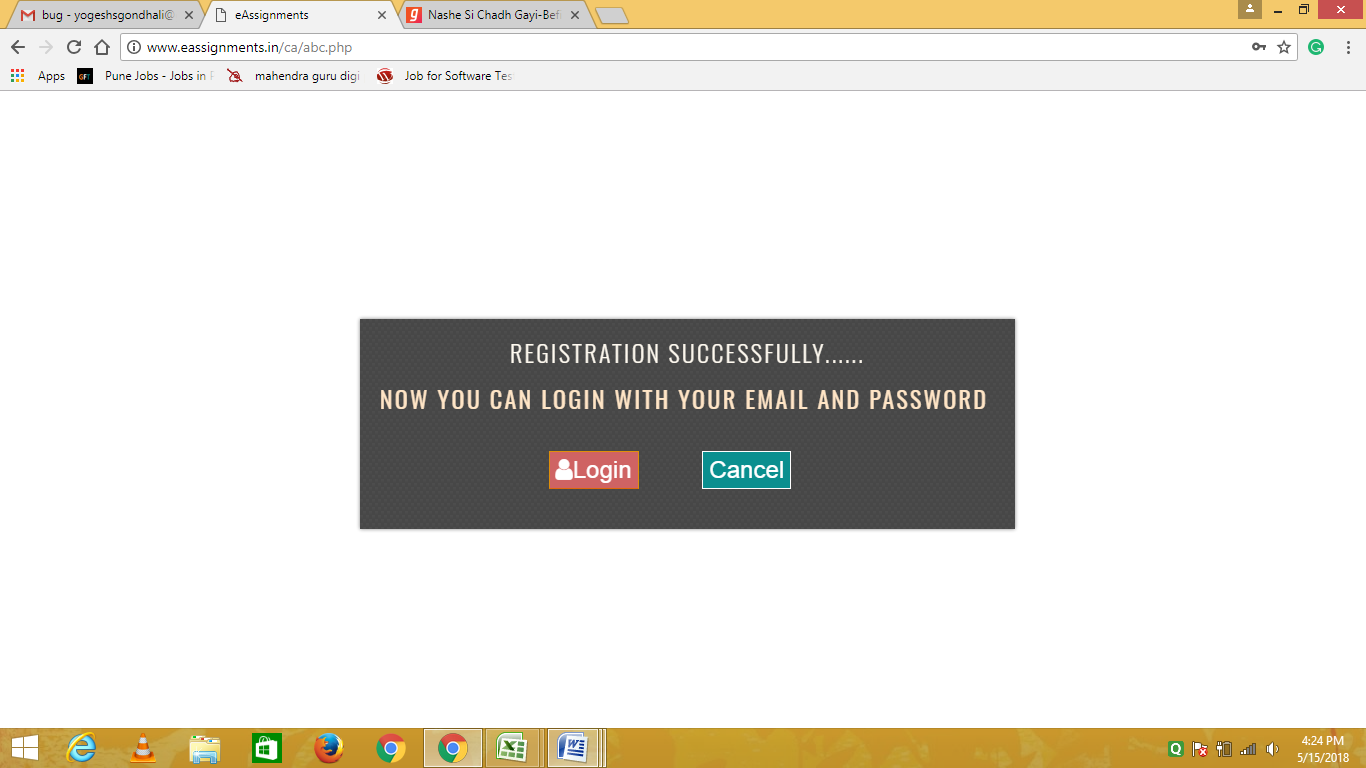 bug - yogeshsgondhali@
eAssignments
Nashe Si Chadh Gayi-Befi
www.eassignments.in/ca/abc.php
Apps
Pune Jobs - Jobs in
mahendra guru digi
Job for Software Tes
REGISTRATION SUCCESSFULLY......
NOW YOU CAN LOGIN WITH YOUR EMAIL AND PASSWORD
Login
Cancel
4:24 PM
5/15/2018